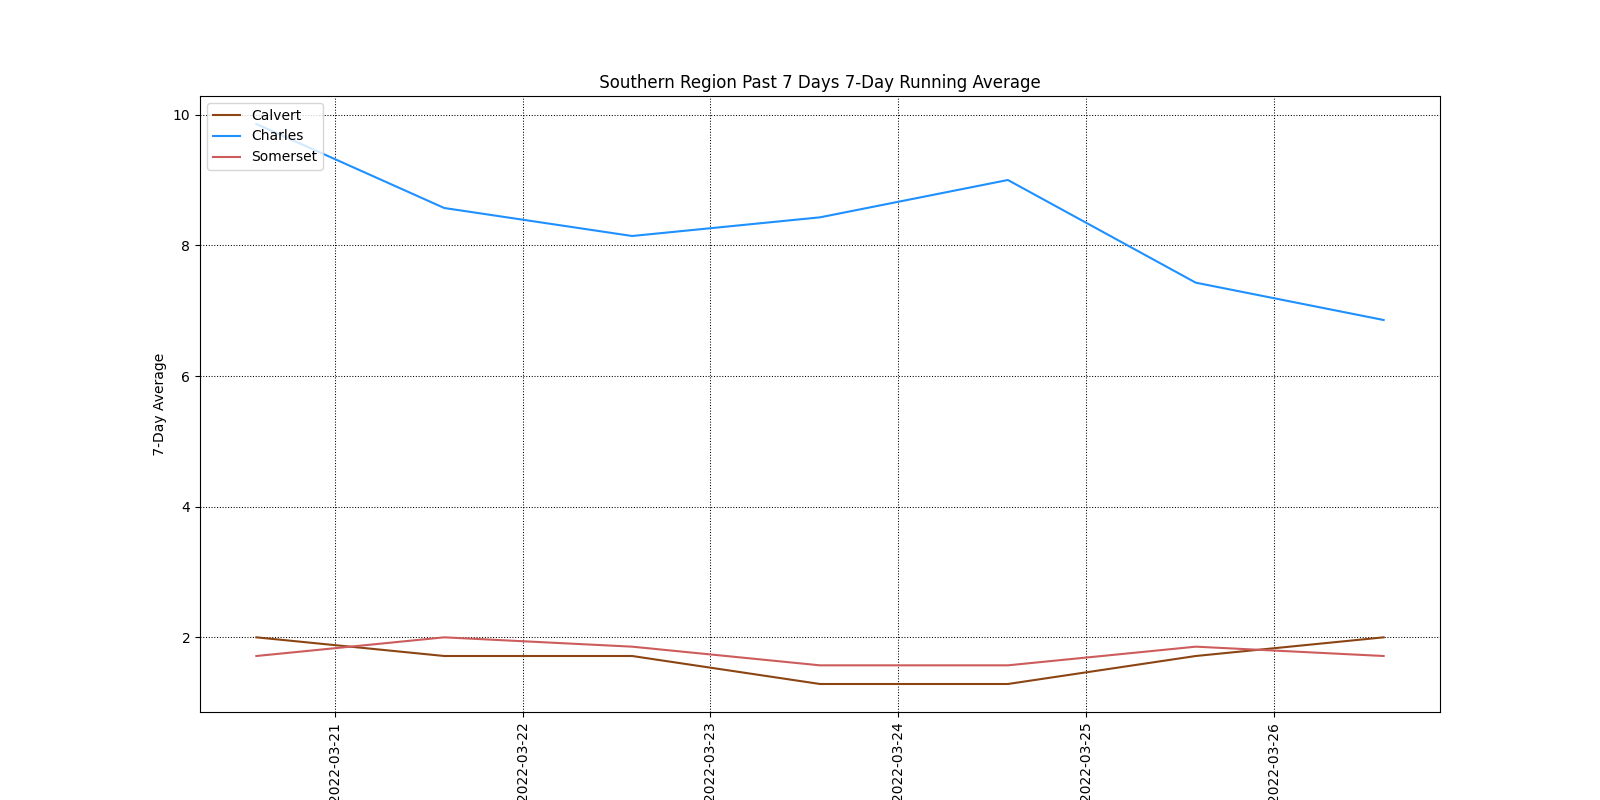 Southern Region Past 7 Days 7-Day Running Average
Calvert
Charles
Somerset
10
8
6
4
2
7-Day Average
2022-03-21
2022-03-22
2022-03-23
2022-03-24
2022-03-25
2022-03-26